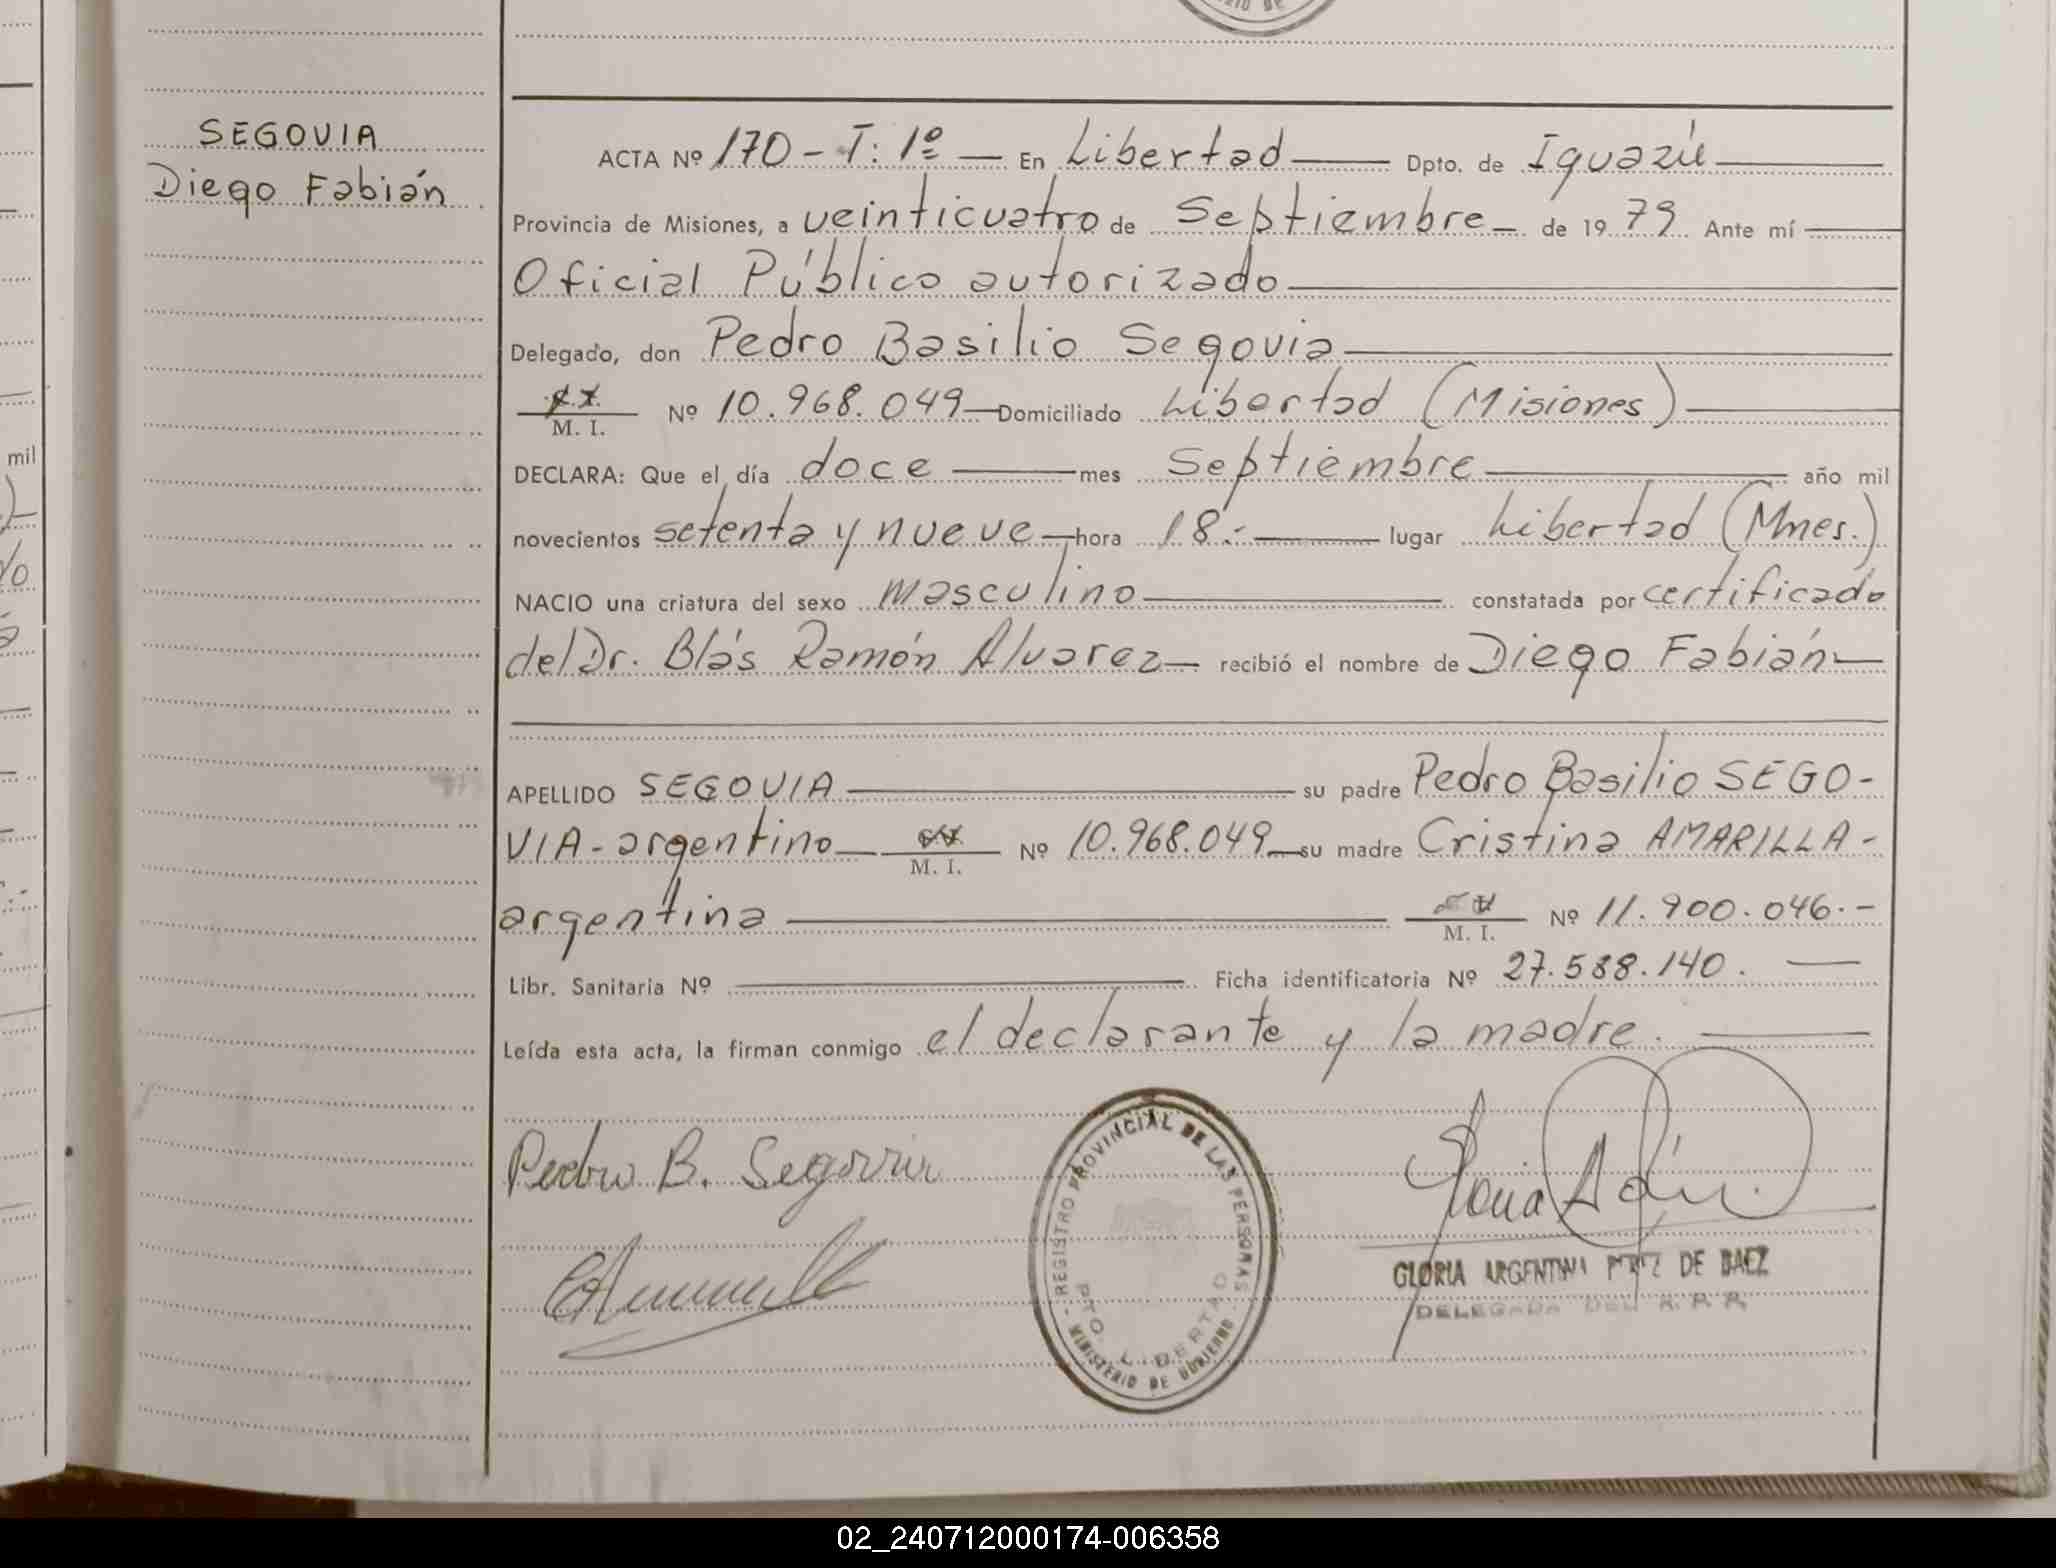 SEGOVIA
Diego Fabián
ACTA Nº 170 - T: 1º — En Libertad — Dpto. de Iguazú —
Provincia de Misiones, a veinticuatro de Septiembre — de 1979. Ante mí —
Oficial Público autorizado —
Delegado, don Pedro Basilio Segovia —
M. I. Nº 10.968.049 — Domiciliado Libertad (Misiones) —
DECLARA: Que el día doce — mes Septiembre — año mil
novecientos setenta y nueve — hora 18.- — lugar Libertad (Mnes.)
NACIO una criatura del sexo masculino — constatada por certificado
del Dr. Blás Ramón Alvarez — recibió el nombre de Diego Fabián —
APELLIDO SEGOVIA — su padre Pedro Basilio SEGO-
VIA - argentino — M. I. Nº 10.968.049 — su madre Cristina AMARILLA -
argentina — M. I. Nº 11.900.046.-
Libr. Sanitaria Nº — Ficha identificatoria Nº 27.588.140. —
Leída esta acta, la firman conmigo el declarante y la madre. —
Pedro B. Segovia
REGISTRO PROVINCIAL DE LAS PERSONAS
PTO. LIBERTAD
MINISTERIO DE GOBIERNO
GLORIA ARGENTINA PEREZ DE BAEZ
DELEGADA DEL R. P. P.
mil
02_240712000174-006358